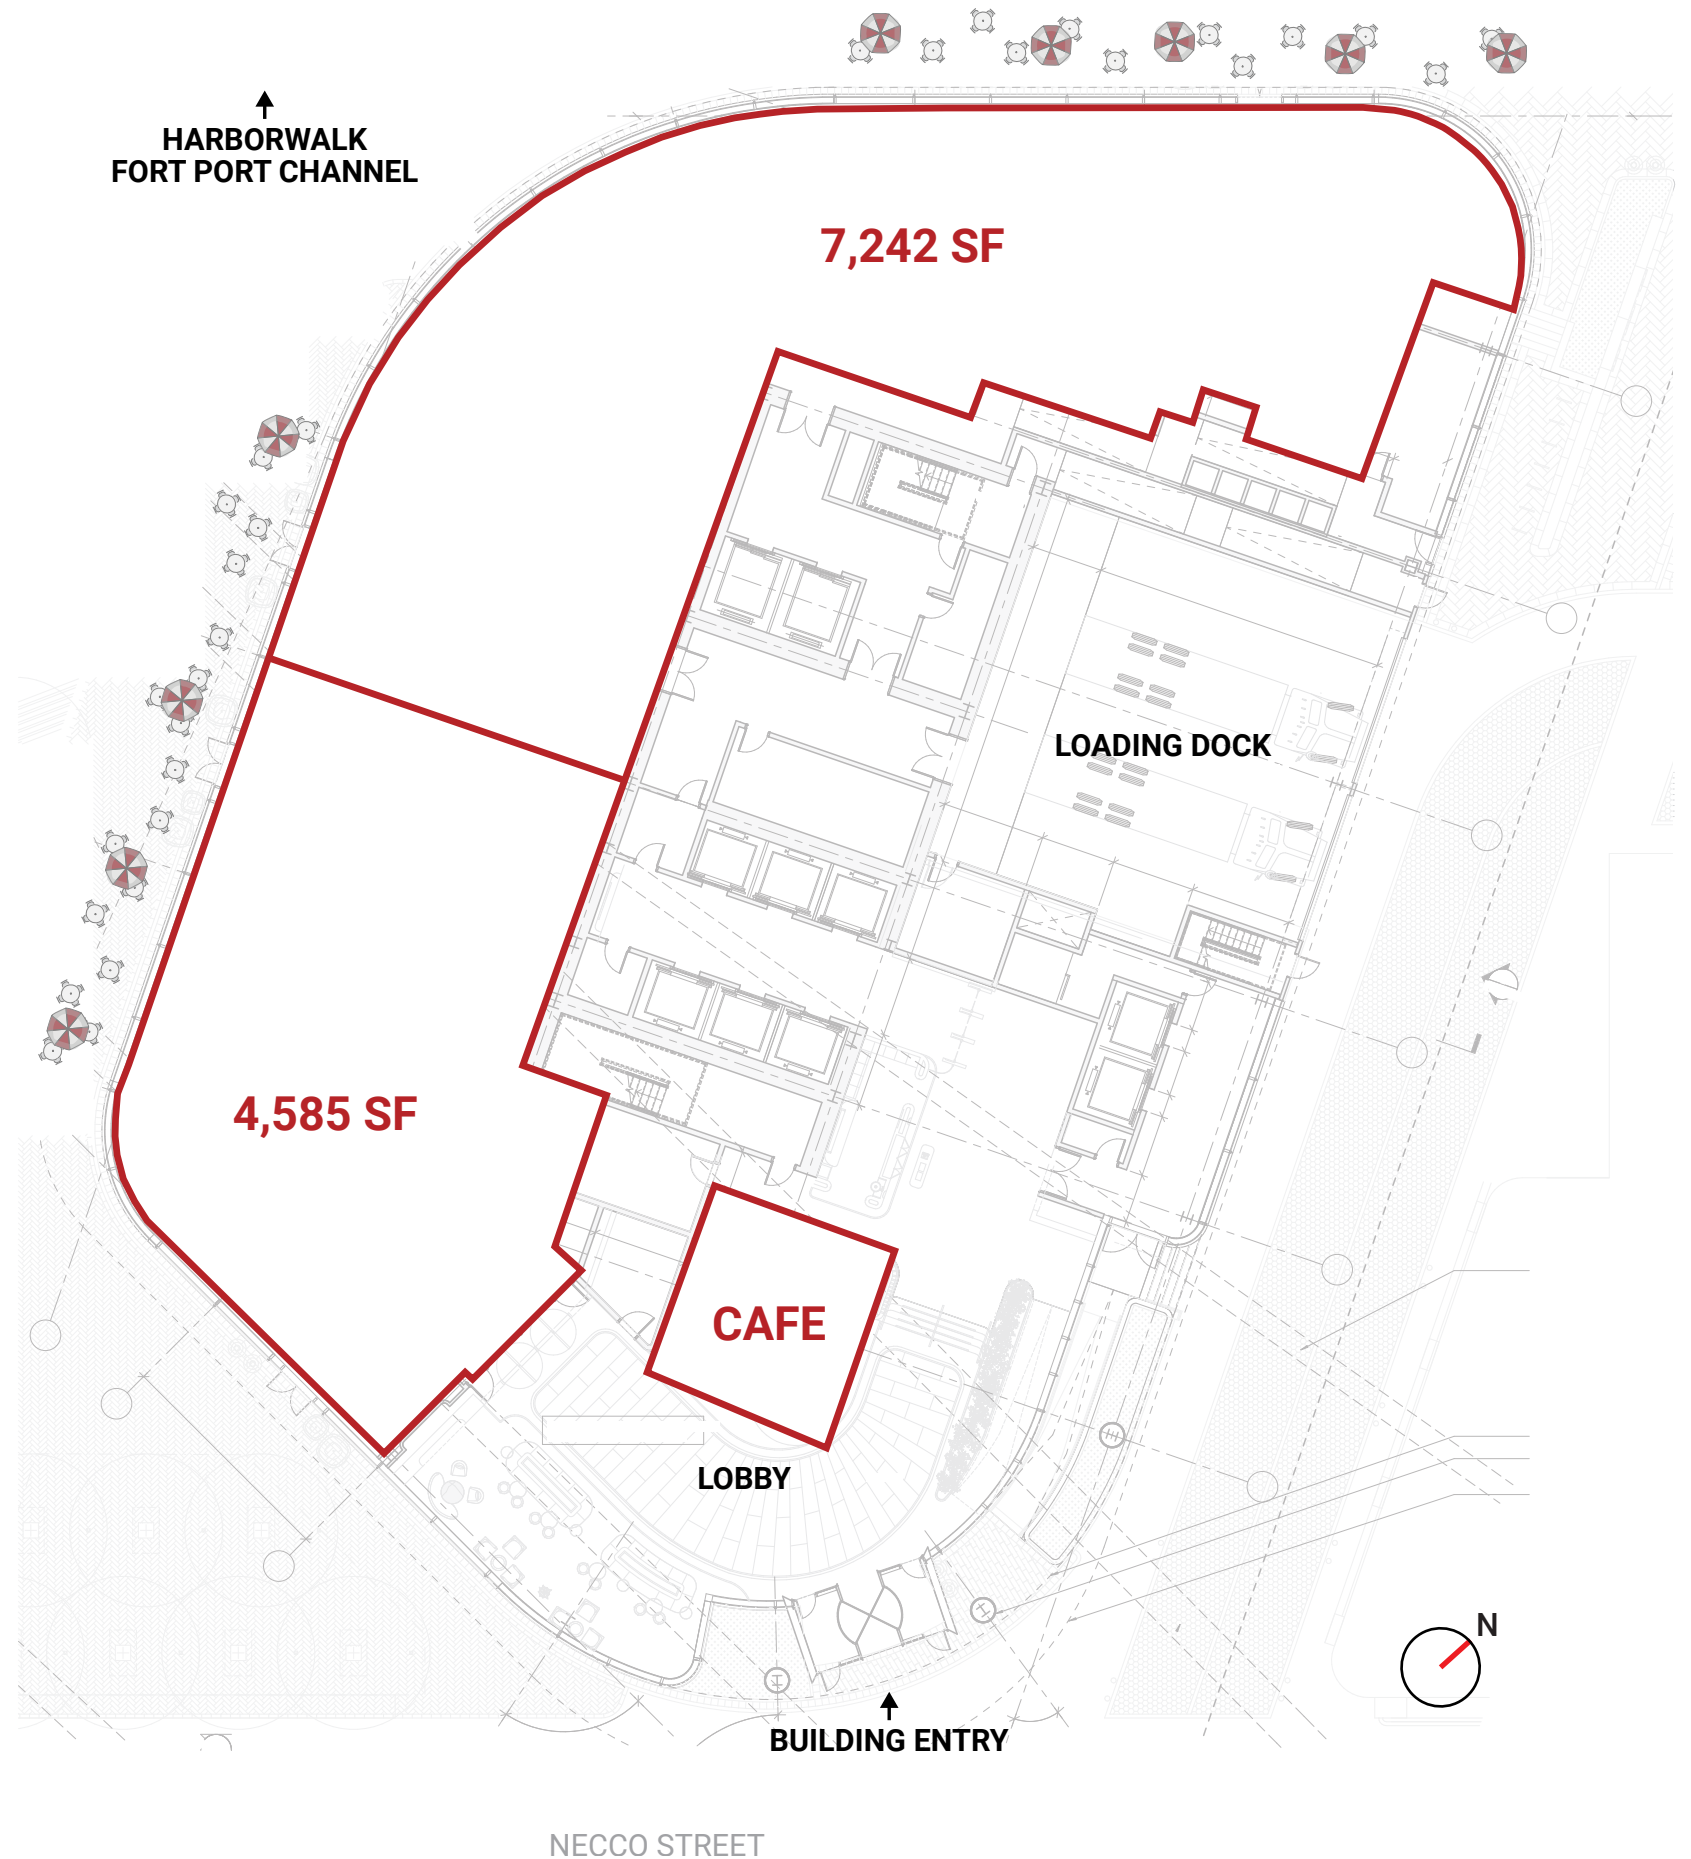 HARBORWALK
FORT PORT CHANNEL
7,242 SF
LOADING DOCK
4,585 SF
CAFE
LOBBY
N
BUILDING ENTRY
NECCO STREET